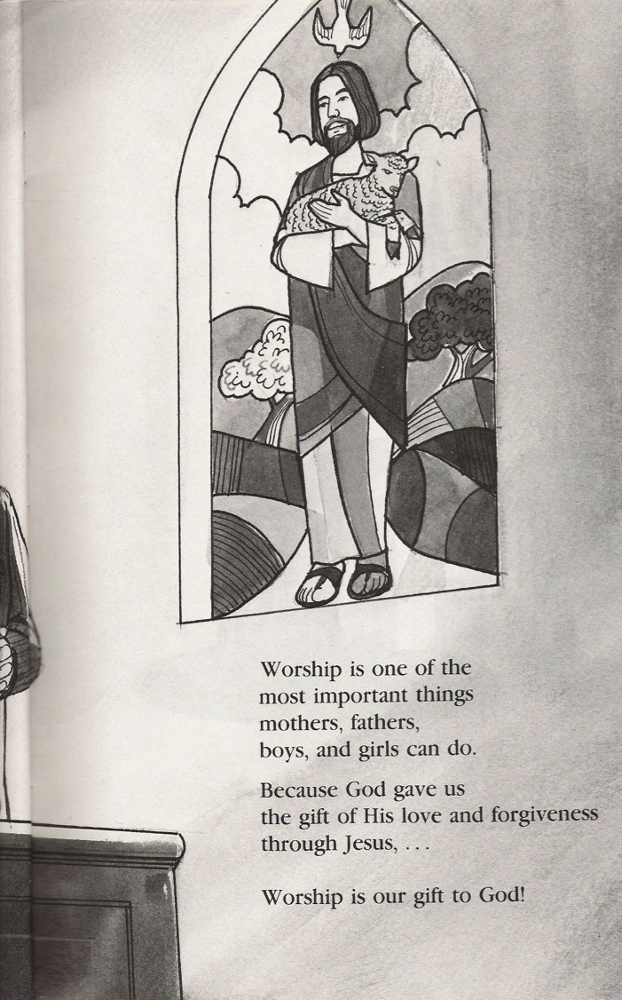 Worship is one of the
most important things
mothers, fathers,
boys, and girls can do.
Because God gave us
the gift of His love and forgiveness
through Jesus, . . .
Worship is our gift to God!